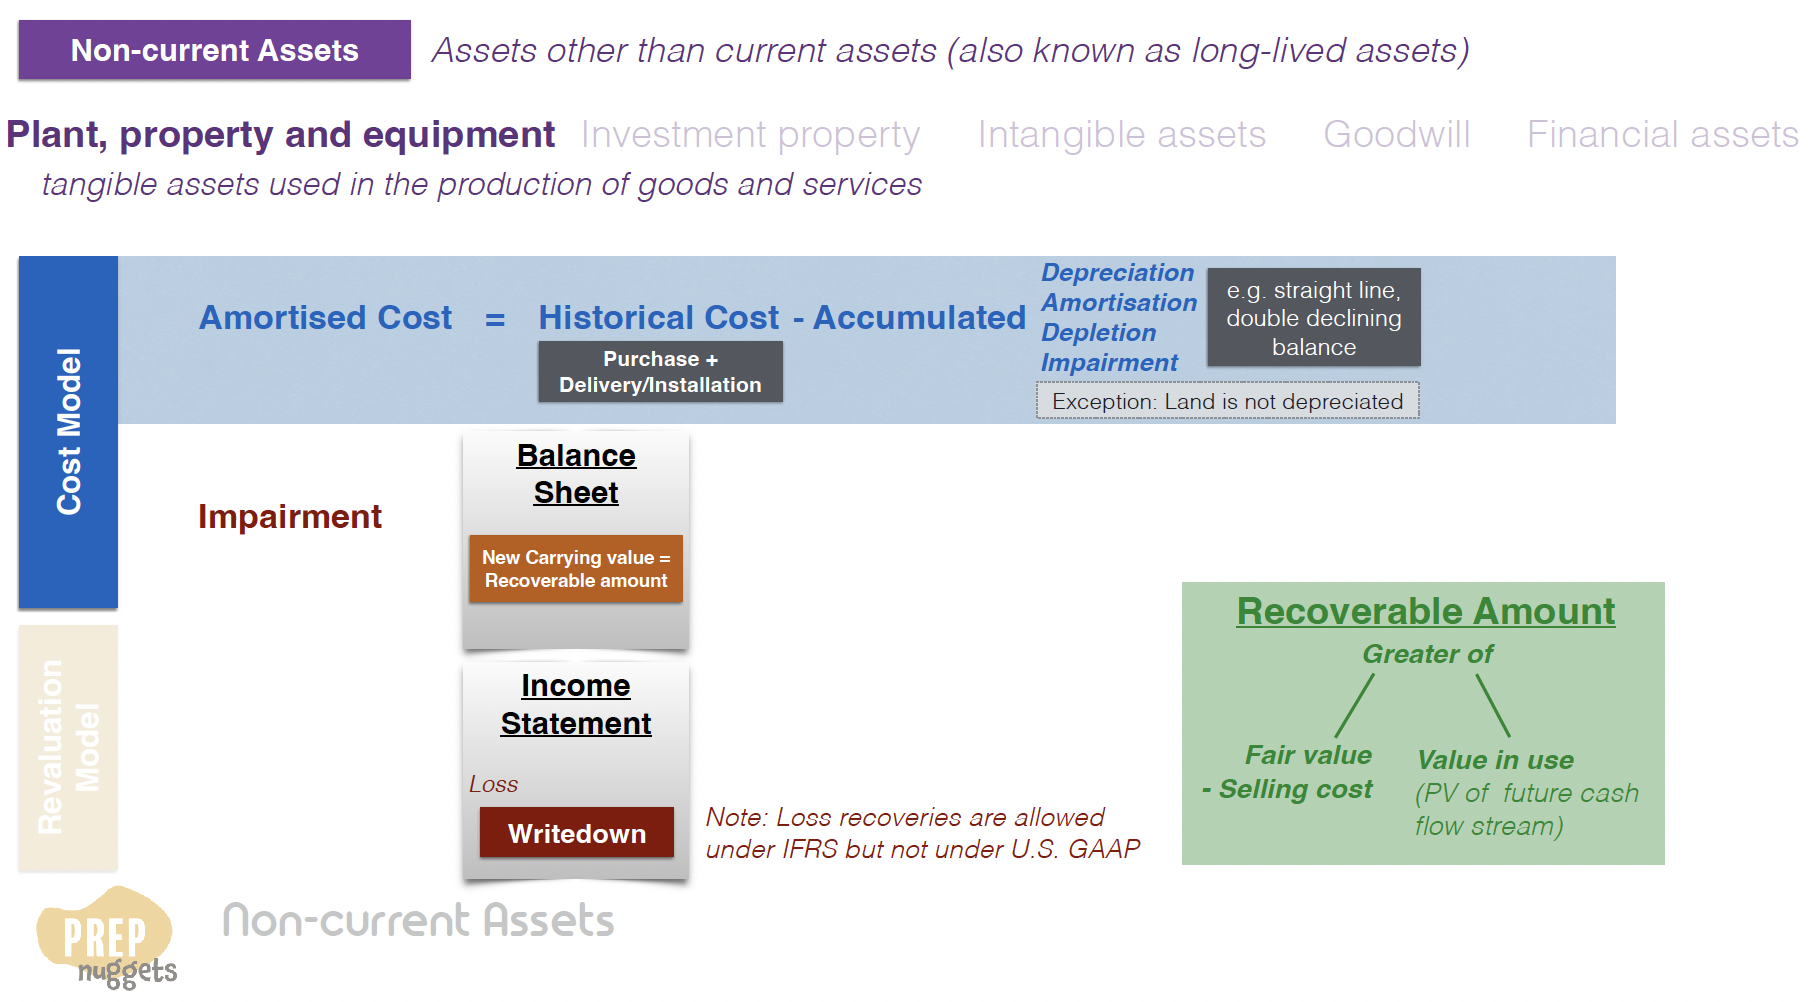 Non-current Assets
Assets other than current assets (also known as long-lived assets)
Plant, property and equipment
Investment property
Intangible assets
Goodwill
Financial assets
tangible assets used in the production of goods and services
Cost Model
Amortised Cost = Historical Cost - Accumulated
Purchase +
Delivery/Installation
Depreciation
Amortisation
Depletion
Impairment
e.g. straight line,
double declining
balance
Exception: Land is not depreciated
Impairment
Balance
Sheet
New Carrying value =
Recoverable amount
Income
Statement
Loss
Writedown
Note: Loss recoveries are allowed
under IFRS but not under U.S. GAAP
Recoverable Amount
Greater of
Fair value
- Selling cost
Value in use
(PV of future cash
flow stream)
Revaluation
Model
PREP
nuggets
Non-current Assets